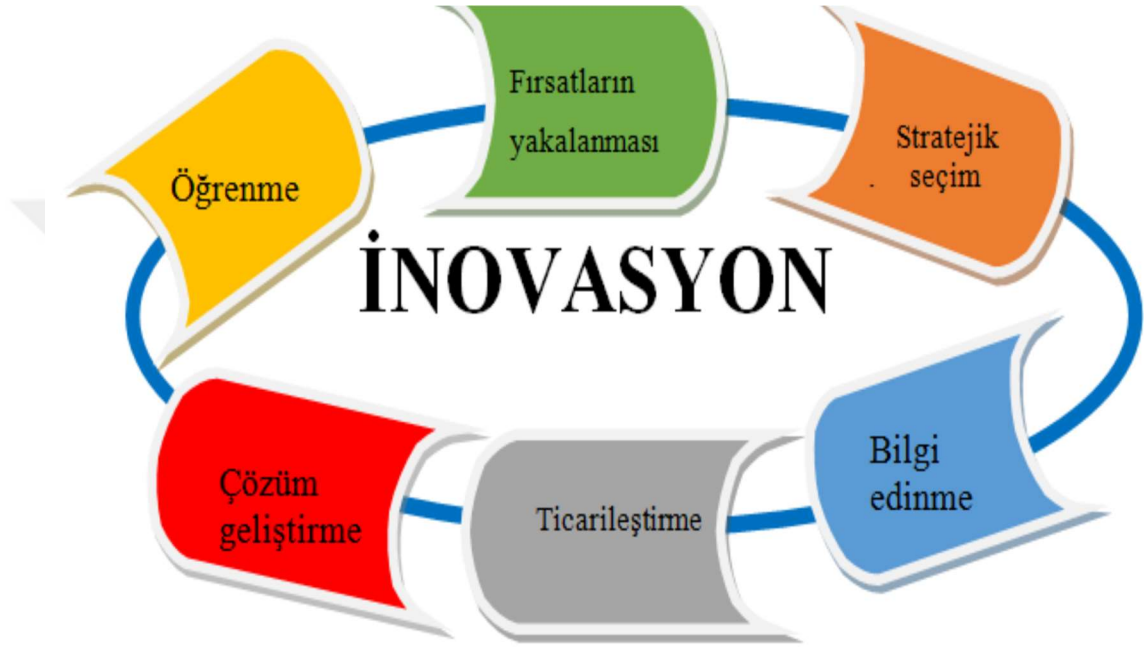 Fırsatların
yakalanması
Stratejik
. seçim
Öğrenme
İNOVASYON
Bilgi
edinme
Çözüm
geliştirme
Ticarileştirme